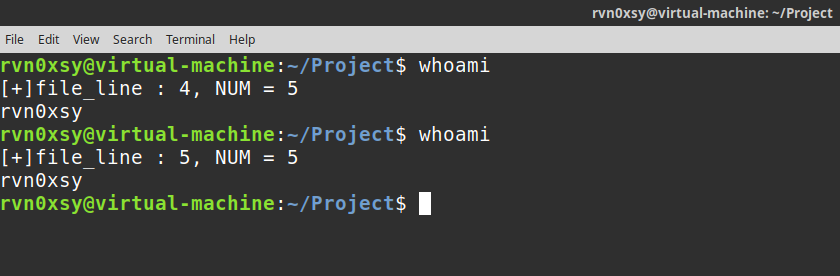 rvn0xsy@virtual-machine: ~/Project
File Edit View Search Terminal Help
rvn0xsy@virtual-machine:~/Project$ whoami
[+]file_line : 4, NUM = 5
rvn0xsy
rvn0xsy@virtual-machine:~/Project$ whoami
[+]file_line : 5, NUM = 5
rvn0xsy
rvn0xsy@virtual-machine:~/Project$